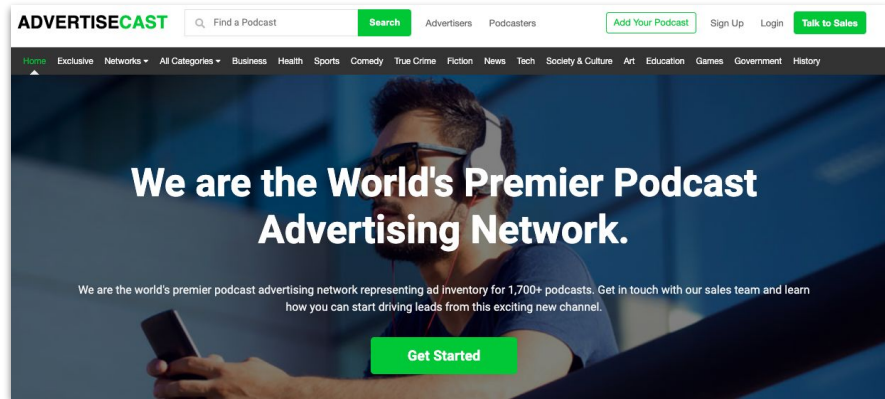 ADVERTISECAST
Find a Podcast
Search
Advertisers
Podcasters
Add Your Podcast
Sign Up
Login
Talk to Sales
Home Exclusive Networks All Categories Business Health Sports Comedy True Crime Fiction News Tech Society & Culture Art Education Games Government History
We are the World's Premier Podcast
Advertising Network.
We are the world's premier podcast advertising network representing ad inventory for 1,700+ podcasts. Get in touch with our sales team and learn
how you can start driving leads from this exciting new channel.
Get Started